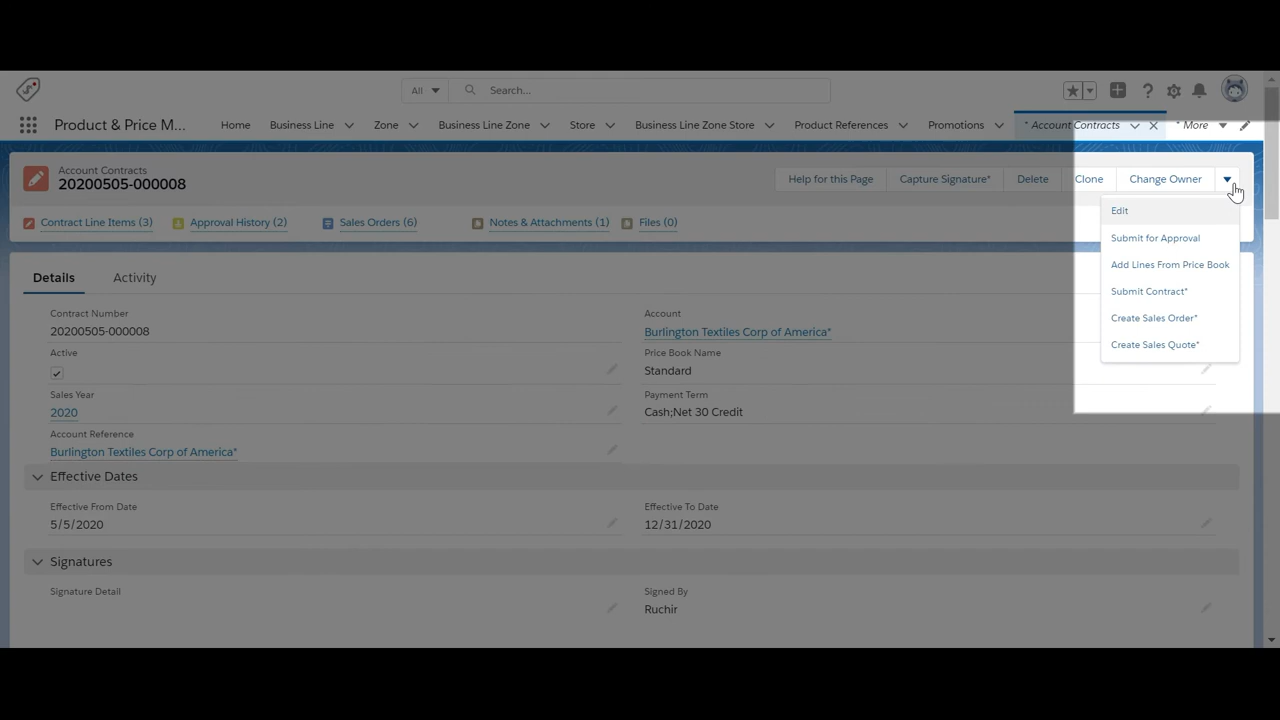 All
Search...
Product & Price M...
Home
Business Line
Zone
Business Line Zone
Store
Business Line Zone Store
Product References
Promotions
* Account Contracts
* More
Account Contracts
20200505-000008
Help for this Page
Capture Signature*
Delete
Clone
Change Owner
Contract Line Items (3)
Approval History (2)
Sales Orders (6)
Notes & Attachments (1)
Files (0)
Edit
Submit for Approval
Add Lines From Price Book
Submit Contract*
Create Sales Order*
Create Sales Quote*
Details
Activity
Contract Number
20200505-000008
Account
Burlington Textiles Corp of America*
Active
Price Book Name
Standard
Sales Year
2020
Payment Term
Cash;Net 30 Credit
Account Reference
Burlington Textiles Corp of America*
Effective Dates
Effective From Date
5/5/2020
Effective To Date
12/31/2020
Signatures
Signature Detail
Signed By
Ruchir